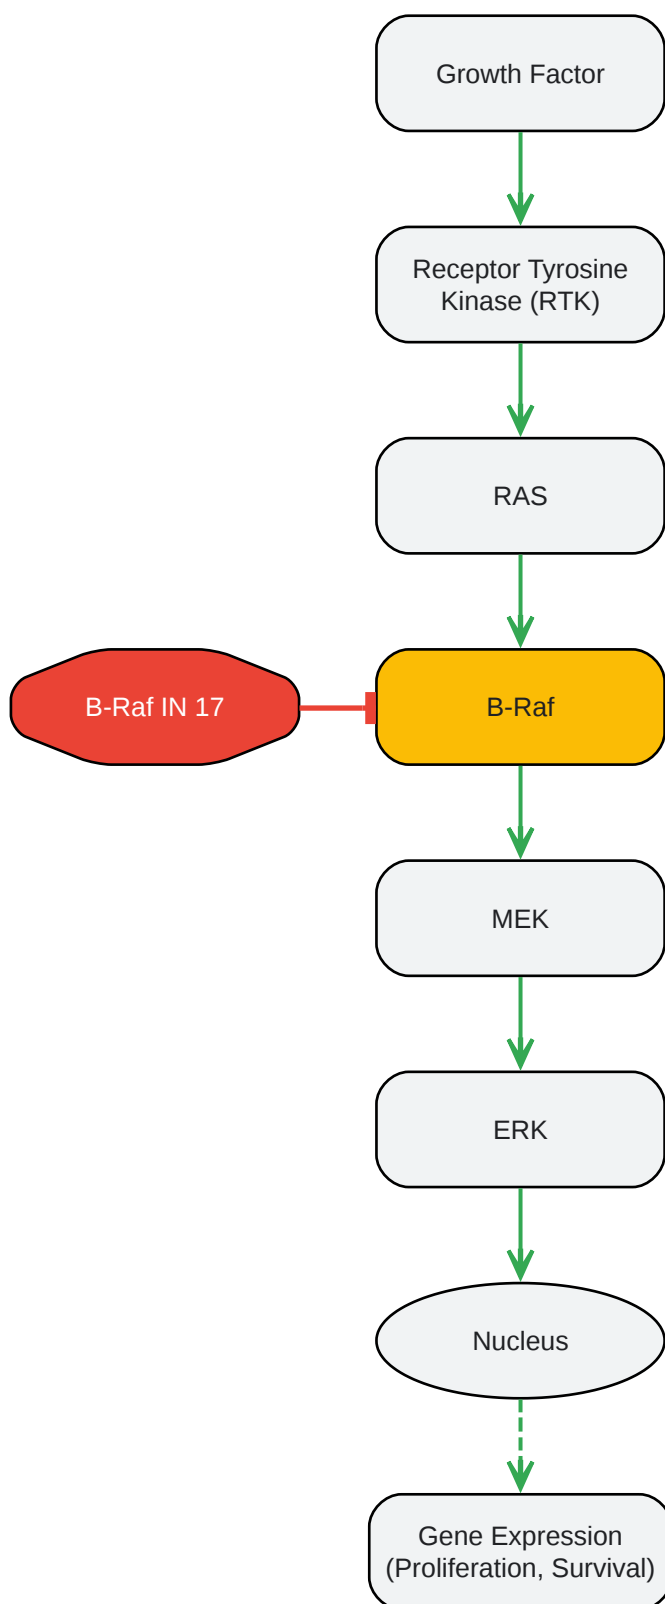 Growth Factor
Receptor Tyrosine
Kinase (RTK)
RAS
B-Raf IN 17
B-Raf
MEK
ERK
Nucleus
Gene Expression
(Proliferation, Survival)